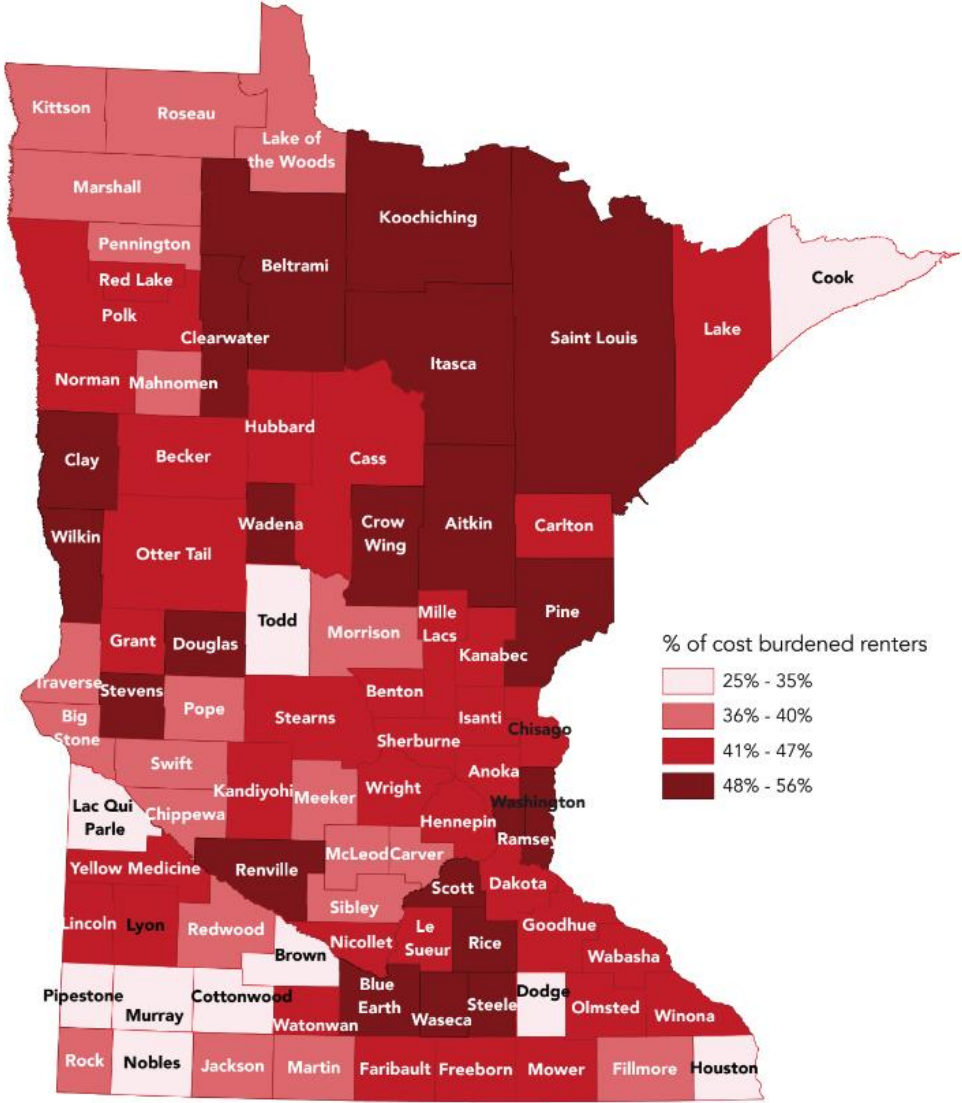 Kittson
Roseau
Lake of
the Woods
Marshall
Koochiching
Pennington
Beltrami
Red Lake
Cook
Polk
Clearwater
Saint Louis
Lake
Itasca
Norman
Mahnomen
Hubbard
Clay
Becker
Cass
Wadena
Crow
Wing
Aitkin
Carlton
Wilkin
Otter Tail
Todd
Mille
Lacs
Pine
Morrison
Grant
Douglas
Kanabec
% of cost burdened renters
25% - 35%
36% - 40%
41% - 47%
48% - 56%
Traverse
Stevens
Benton
Pope
Stearns
Isanti
Big
Stone
Chisago
Sherburne
Swift
Anoka
Kandiyohi
Meeker
Wright
Washington
Lac Qui
Parle
Chippewa
Hennepin
Ramsey
McLeod
Carver
Yellow Medicine
Renville
Scott
Dakota
Sibley
Lincoln
Lyon
Redwood
Le
Sueur
Goodhue
Nicollet
Rice
Brown
Wabasha
Pipestone
Murray
Cottonwood
Blue
Earth
Steele
Dodge
Waseca
Olmsted
Winona
Watonwan
Rock
Nobles
Jackson
Martin
Faribault
Freeborn
Mower
Fillmore
Houston